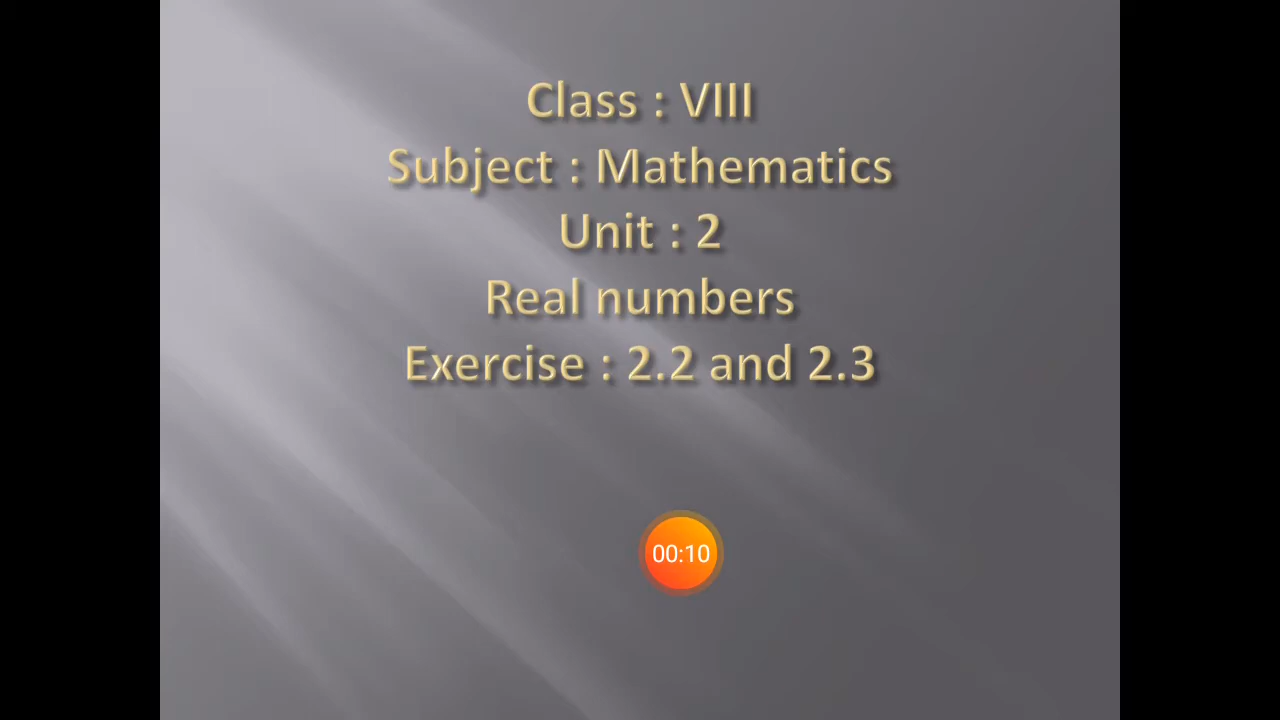 Class : VIII
Subject : Mathematics
Unit : 2
Real numbers
Exercise : 2.2 and 2.3
00:10